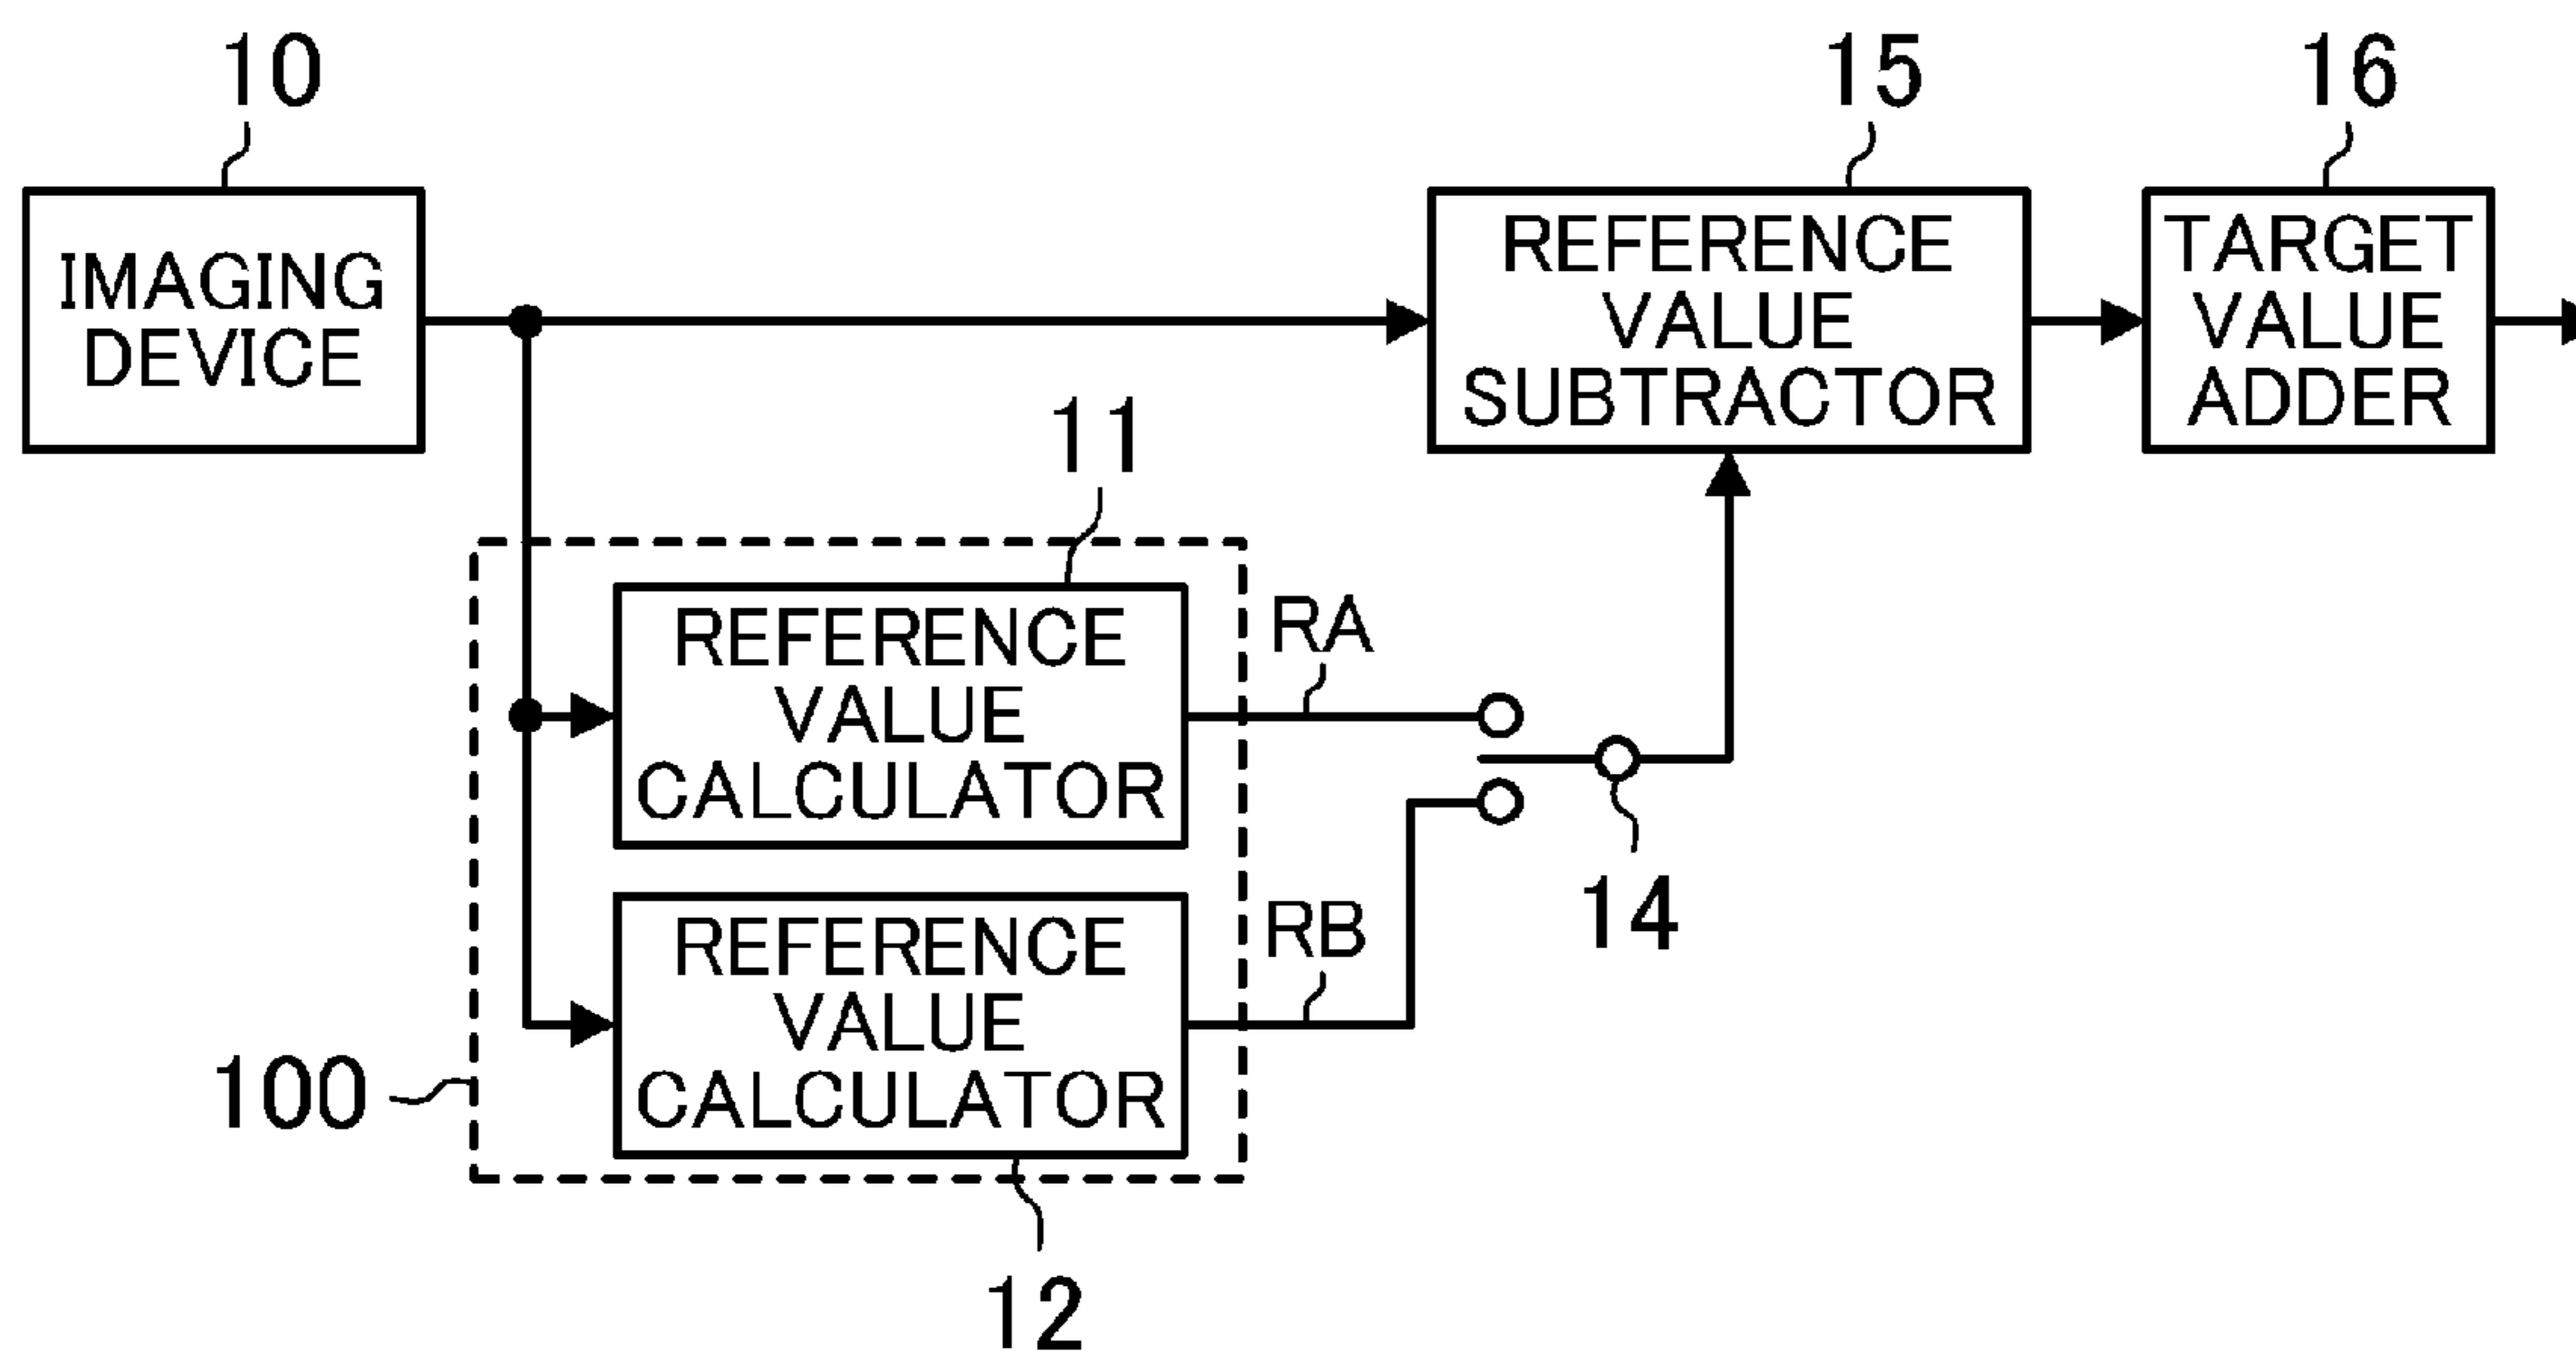 10
15
16
IMAGING
DEVICE
REFERENCE
VALUE
SUBTRACTOR
TARGET
VALUE
ADDER
11
REFERENCE
VALUE
CALCULATOR
RA
14
REFERENCE
VALUE
CALCULATOR
RB
100
12